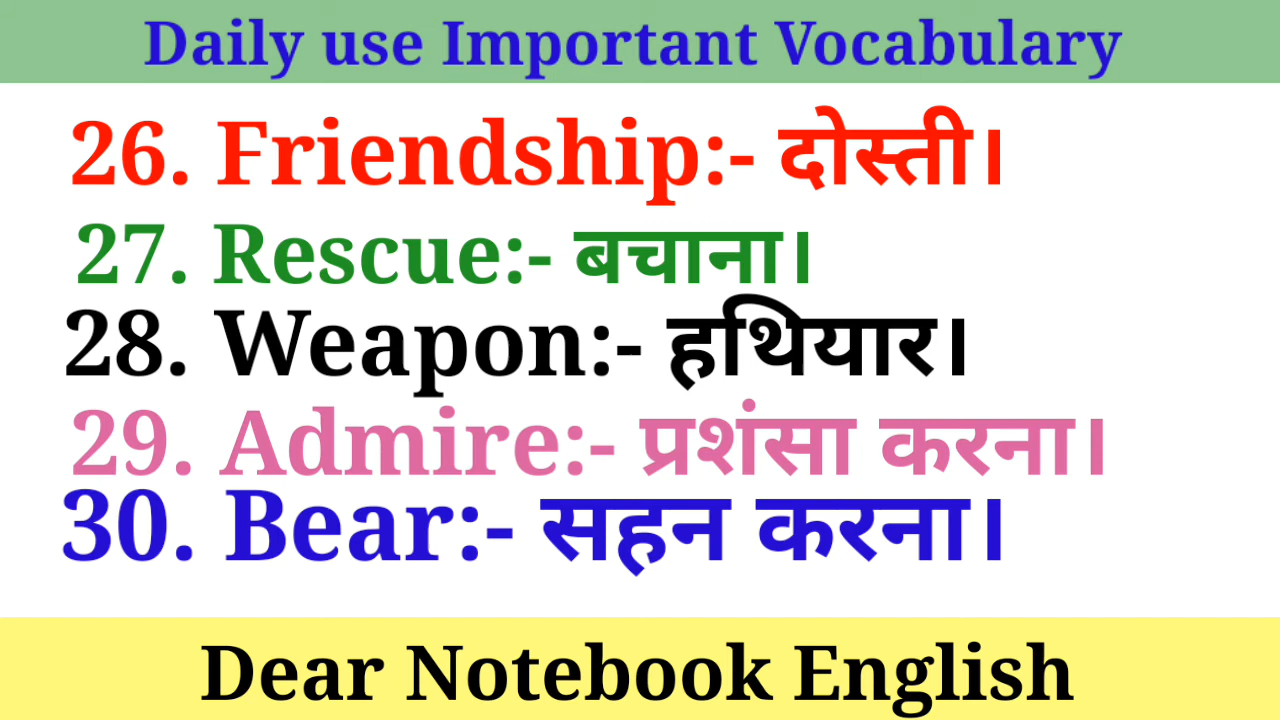 Daily use Important Vocabulary
26. Friendship:- दोस्ती।
27. Rescue:- बचाना।
28. Weapon:- हथियार।
29. Admire:- प्रशंसा करना।
30. Bear:- सहन करना।
Dear Notebook English